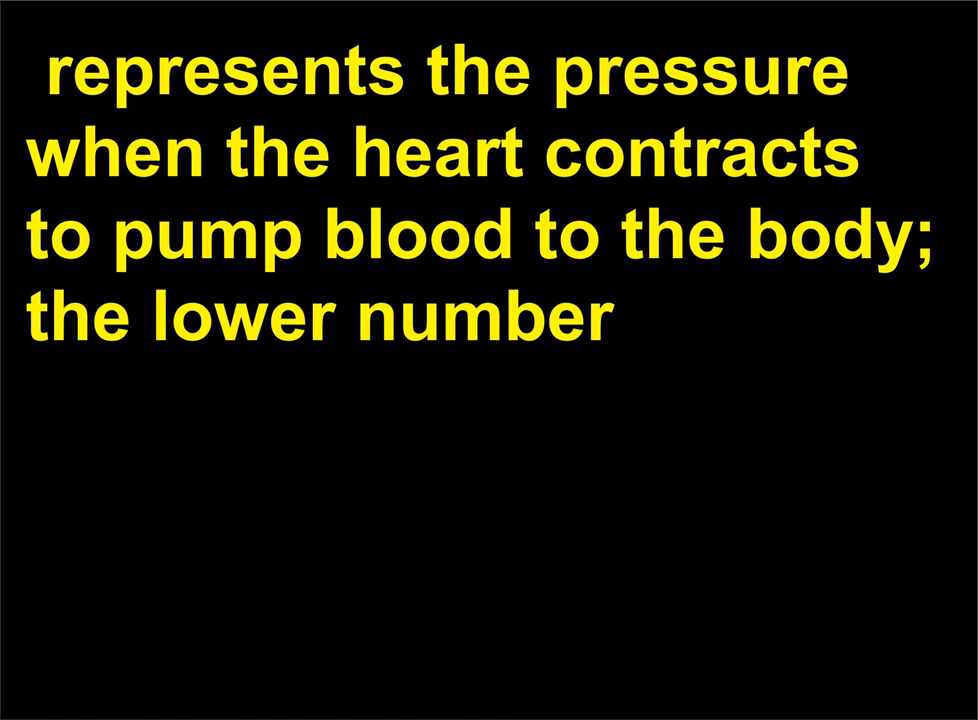 represents the pressure
when the heart contracts
to pump blood to the body;
the lower number